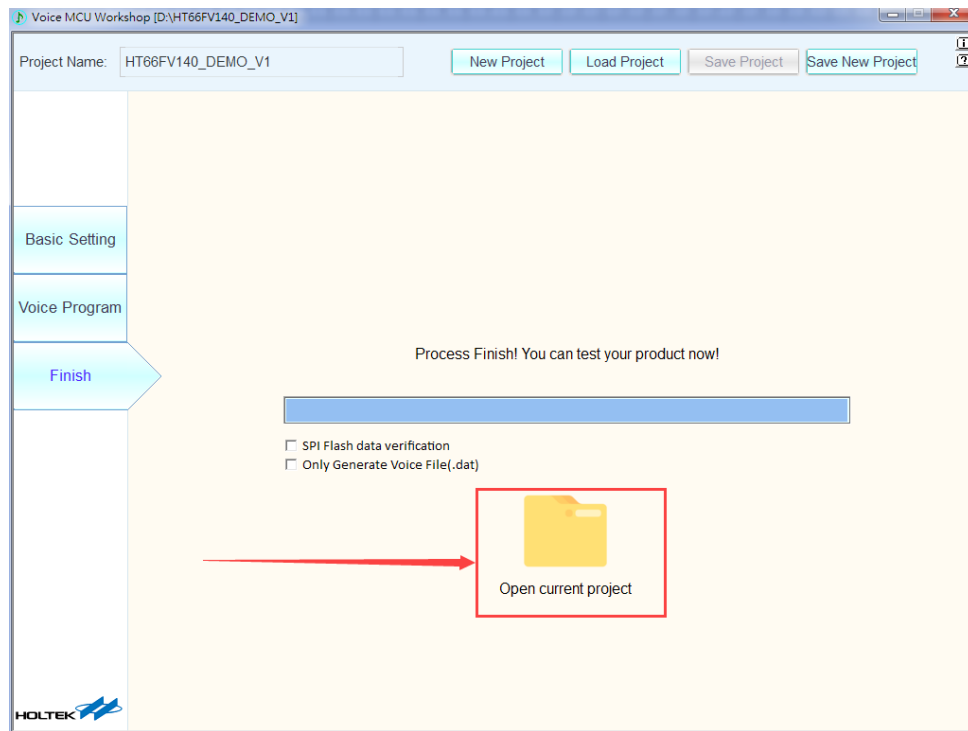 Voice MCU Workshop [D:\HT66FV140_DEMO_V1]
Project Name: HT66FV140_DEMO_V1 New Project Load Project Save Project Save New Project
Basic Setting
Voice Program
Finish
Process Finish! You can test your product now!
SPI Flash data verification
Only Generate Voice File(.dat)
Open current project
HOLTEK